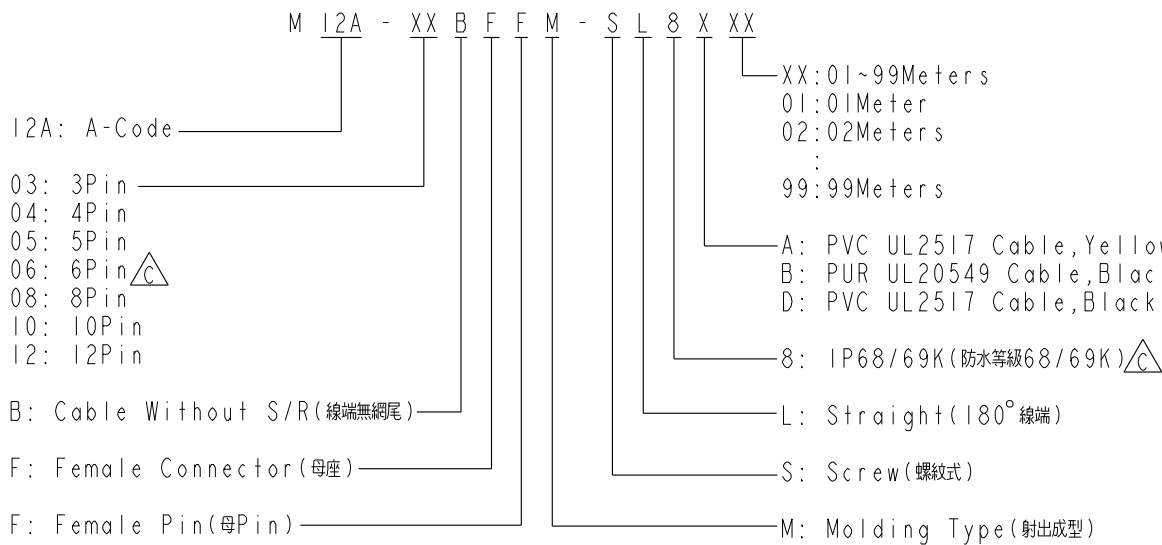 M 12A - XX B F F M - S L 8 X XX
12A: A-Code
03: 3Pin
04: 4Pin
05: 5Pin
06: 6Pin C
08: 8Pin
10: 10Pin
12: 12Pin
B: Cable Without S/R(線端無網尾)
F: Female Connector(母座)
F: Female Pin(母Pin)
XX:01~99Meters
01:01Meter
02:02Meters
:
99:99Meters
A: PVC UL2517 Cable,Yellow
B: PUR UL20549 Cable,Blac
D: PVC UL2517 Cable,Black
8: IP68/69K(防水等級68/69K) C
L: Straight(180°線端)
S: Screw(螺紋式)
M: Molding Type(射出成型)